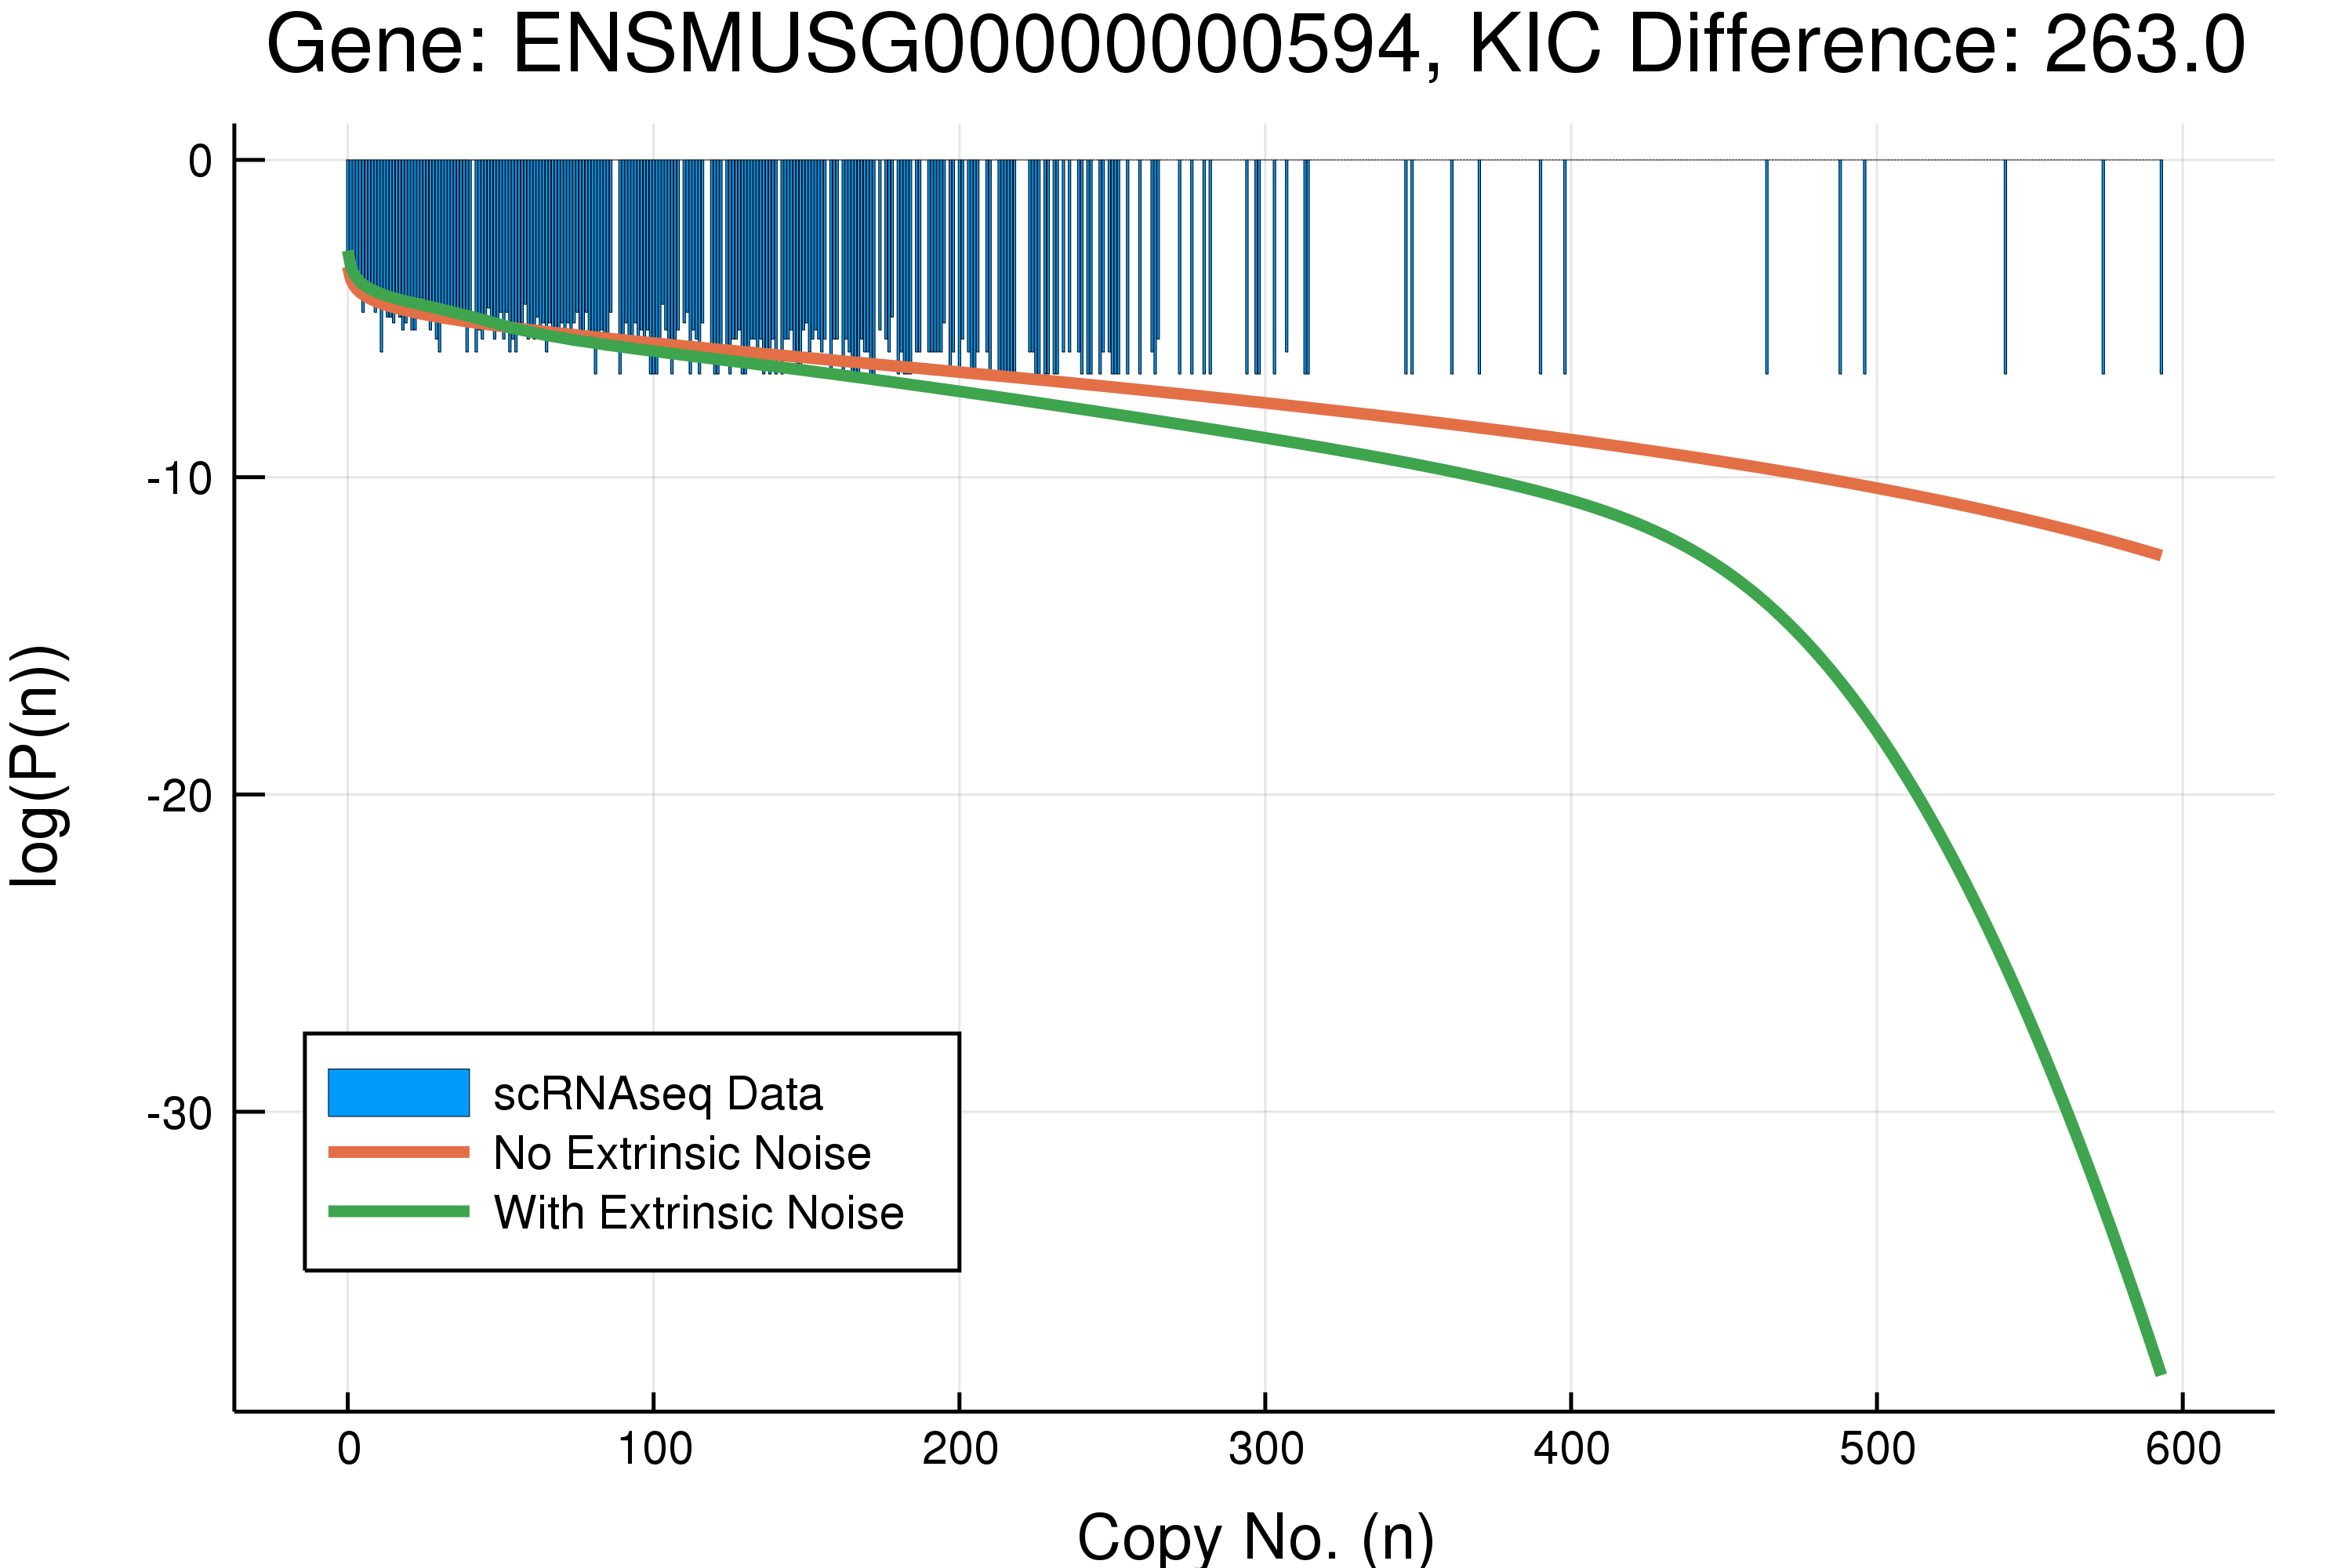 Gene: ENSMUSG00000000594, KIC Difference: 263.0
0
-10
-20
-30
log(P(n))
scRNAseq Data
No Extrinsic Noise
With Extrinsic Noise
0 100 200 300 400 500 600
Copy No. (n)